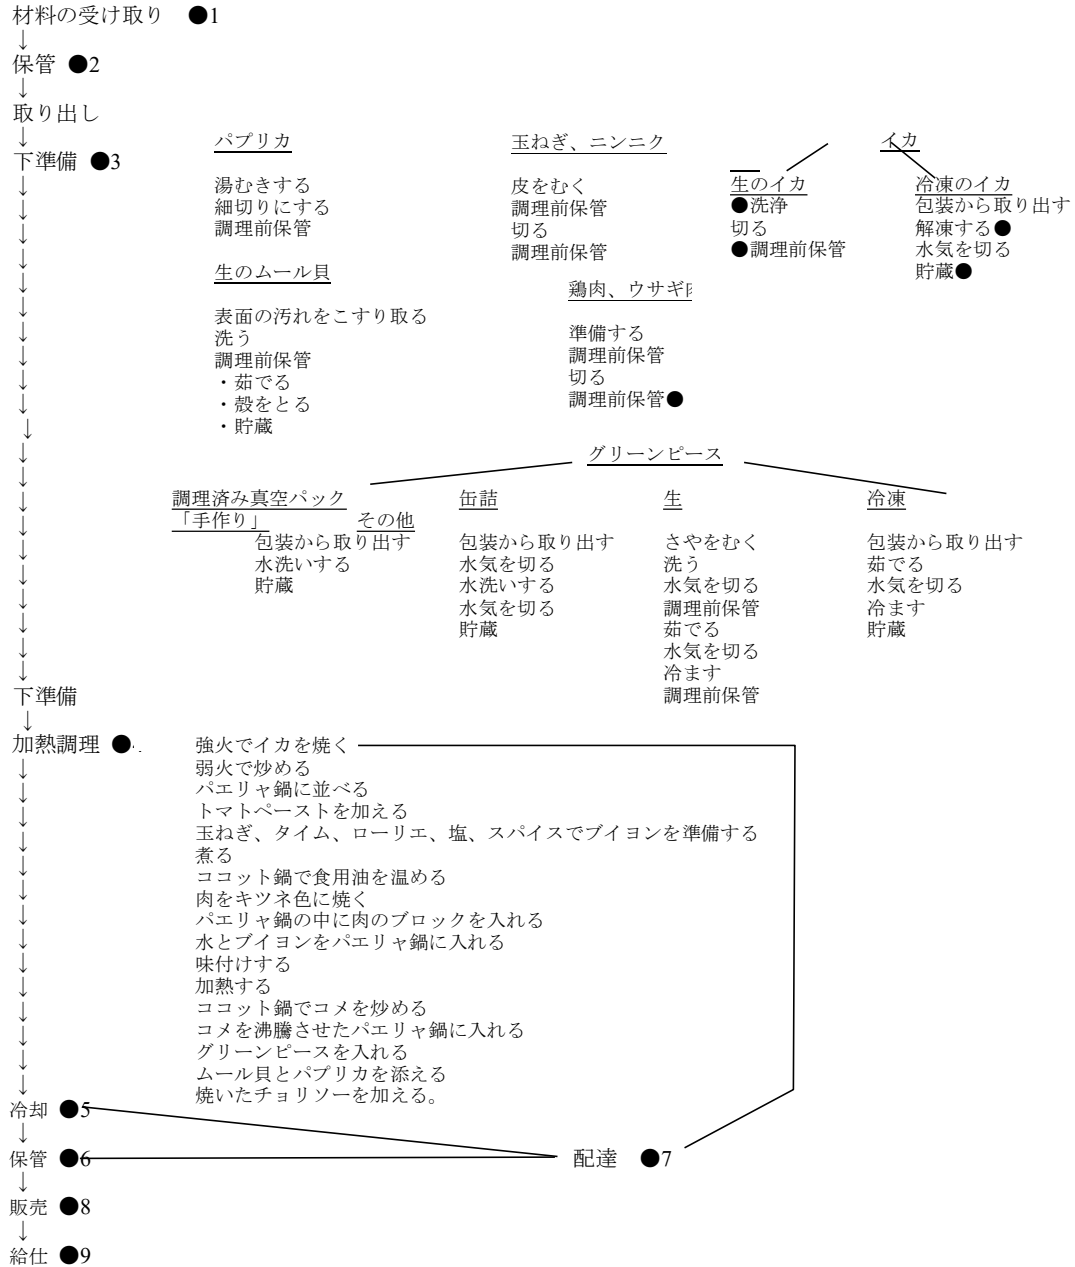 材料の受け取り ●1
↓
保管 ●2
↓
取り出し
↓
下準備 ●3
パプリカ
湯むきする
細切りにする
調理前保管
玉ねぎ、ニンニク
皮をむく
調理前保管
切る
調理前保管
イカ
生のイカ
●洗浄
切る
●調理前保管
冷凍のイカ
包装から取り出す
解凍する●
水気を切る
貯蔵●
生のムール貝
表面の汚れをこすり取る
洗う
調理前保管
・茹でる
・殻をとる
・貯蔵
鶏肉、ウサギ
準備する
調理前保管
切る
調理前保管●
グリーンピース
調理済み真空パック
「手作り」 その他
包装から取り出す
水洗いする
貯蔵
缶詰
包装から取り出す
水気を切る
水洗いする
水気を切る
貯蔵
生
さやをむく
洗う
水気を切る
調理前保管
茹でる
水気を切る
冷ます
調理前保管
冷凍
包装から取り出す
茹でる
水気を切る
冷ます
貯蔵
下準備
↓
加熱調理 ●
強火でイカを焼く
弱火で炒める
パエリャ鍋に並べる
トマトペーストを加える
玉ねぎ、タイム、ローリエ、塩、スパイスでブイヨンを準備する
煮る
ココット鍋で食用油を温める
肉をキツネ色に焼く
パエリャ鍋の中に肉のブロックを入れる
水とブイヨンをパエリャ鍋に入れる
味付けする
加熱する
ココット鍋でコメを炒める
コメを沸騰させたパエリャ鍋に入れる
グリーンピースを入れる
ムール貝とパプリカを添える
焼いたチョリソーを加える。
冷却 ●5
↓
保管 ●6
配達 ●7
↓
販売 ●8
↓
給仕 ●9